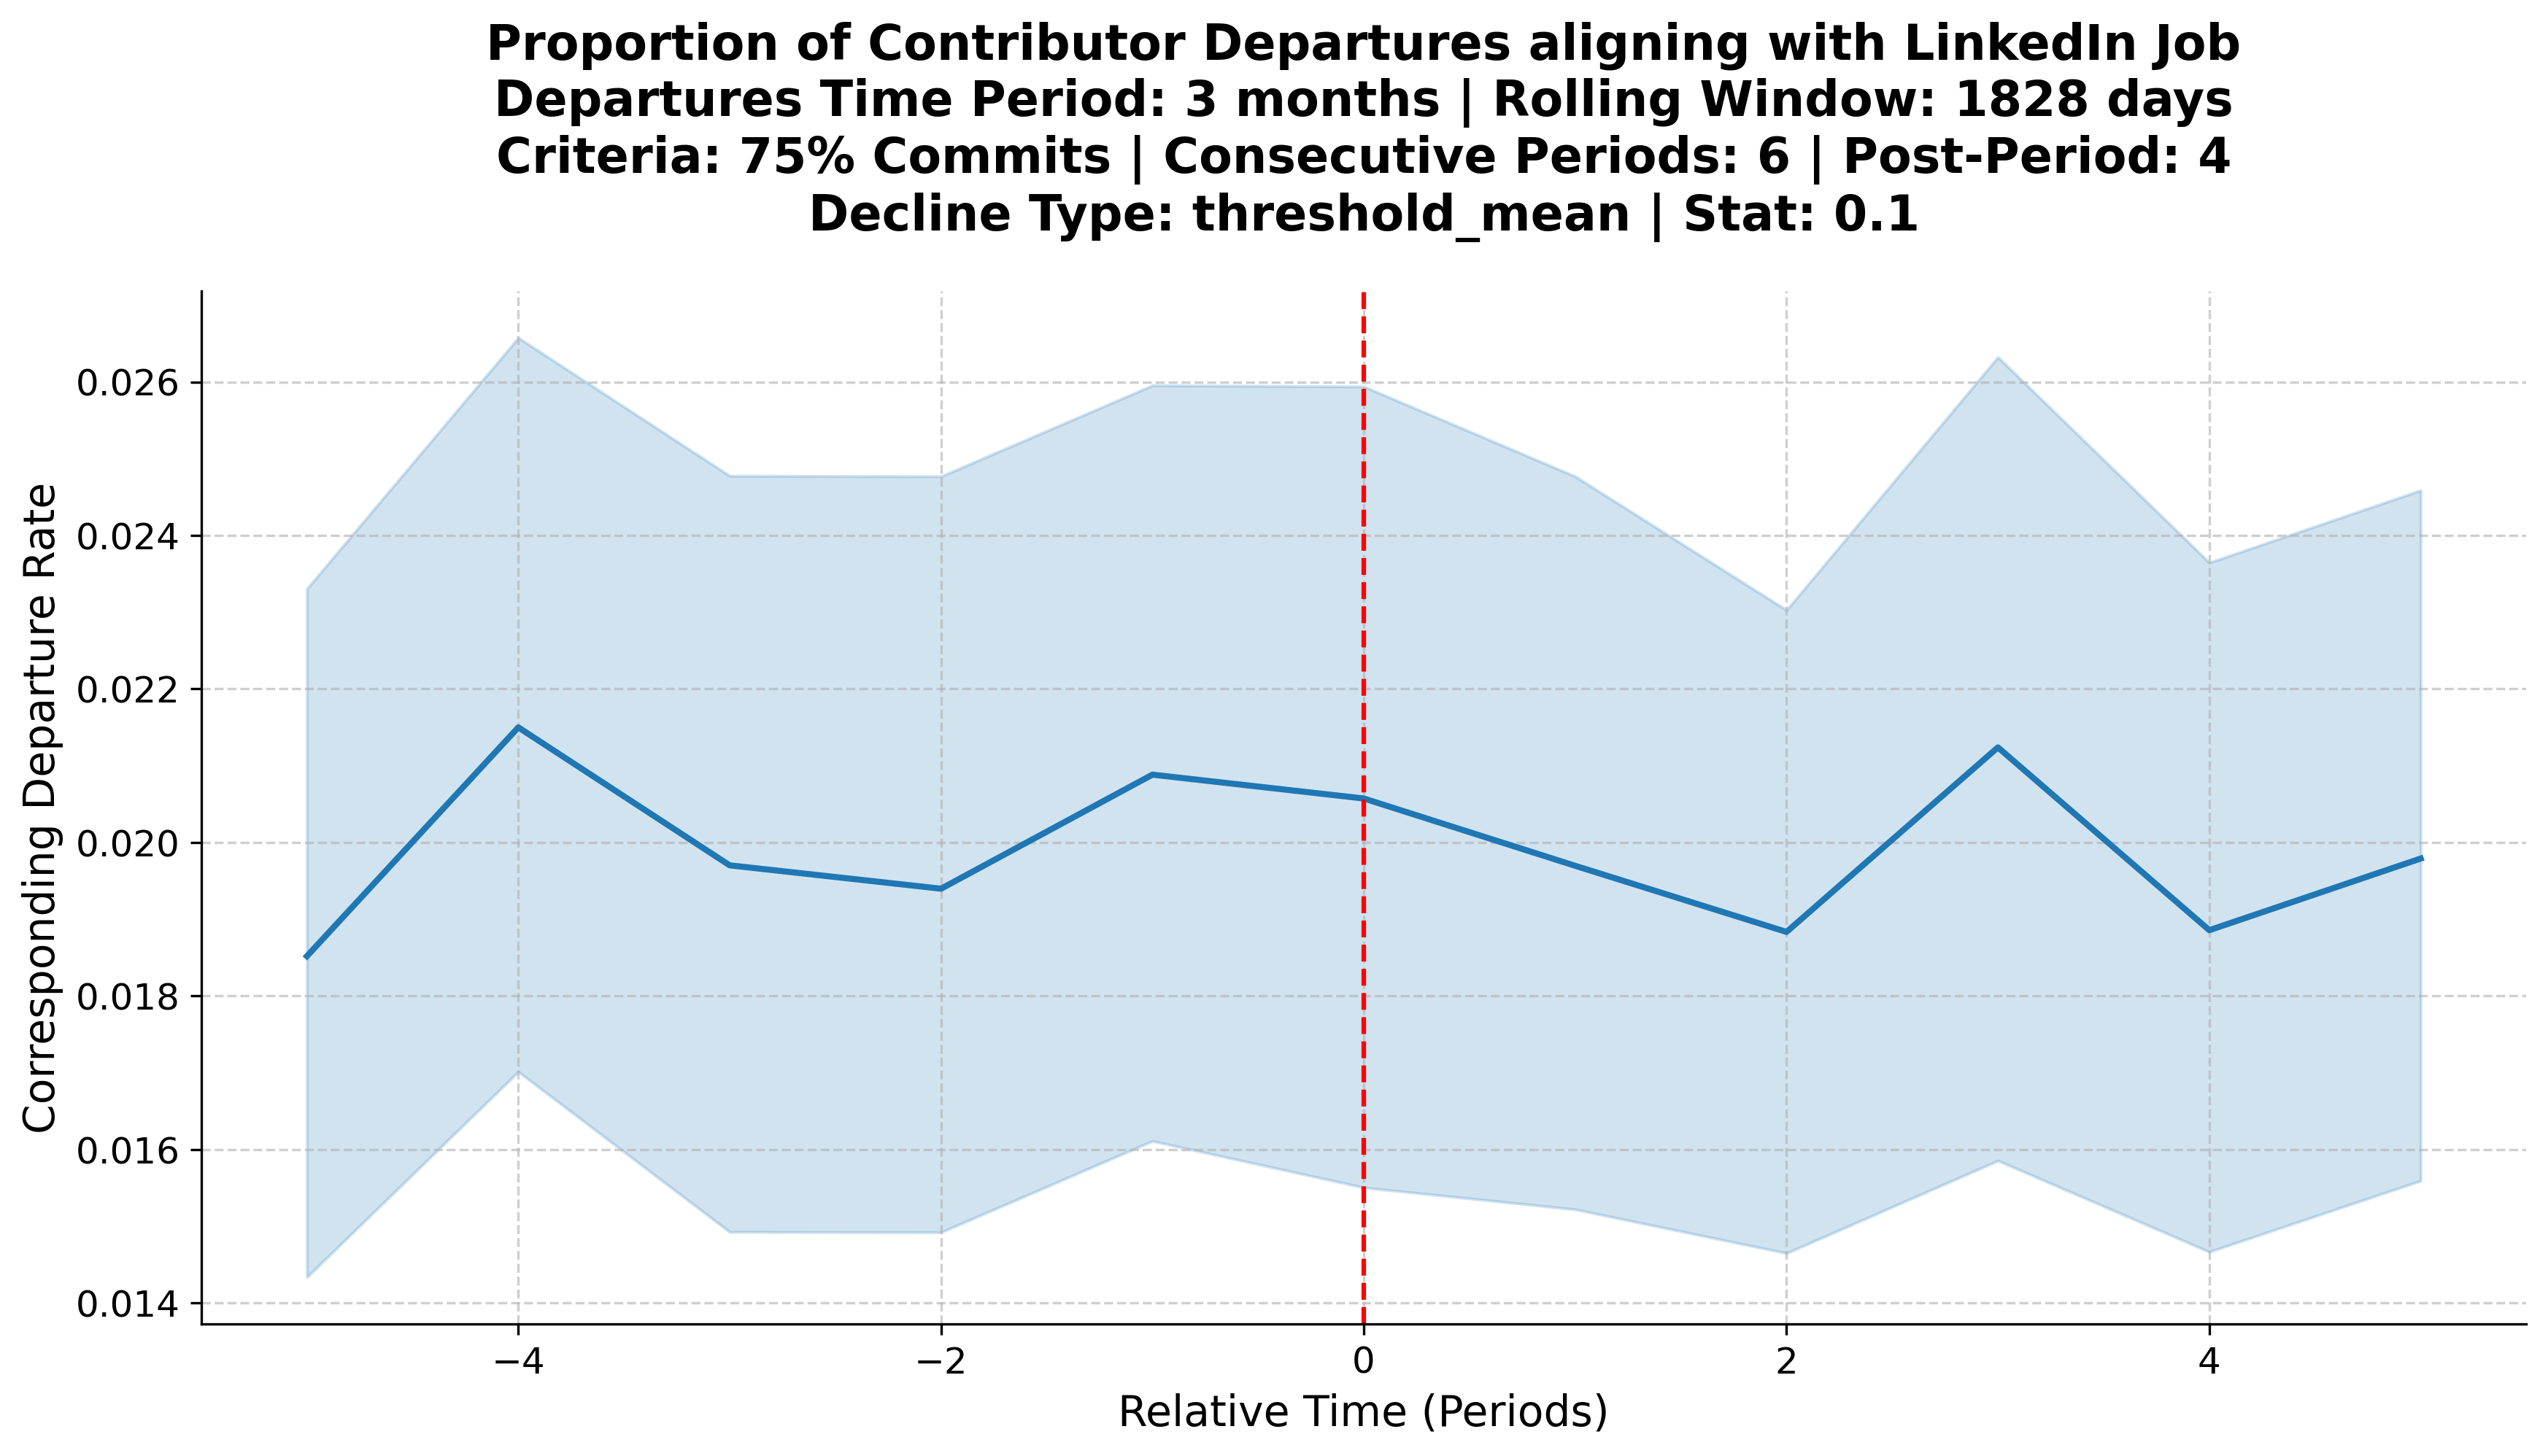 Proportion of Contributor Departures aligning with LinkedIn Job
Departures Time Period: 3 months | Rolling Window: 1828 days
Criteria: 75% Commits | Consecutive Periods: 6 | Post-Period: 4
Decline Type: threshold_mean | Stat: 0.1
Corresponding Departure Rate
0.026
0.024
0.022
0.020
0.018
0.016
0.014
−4
−2
0
2
4
Relative Time (Periods)